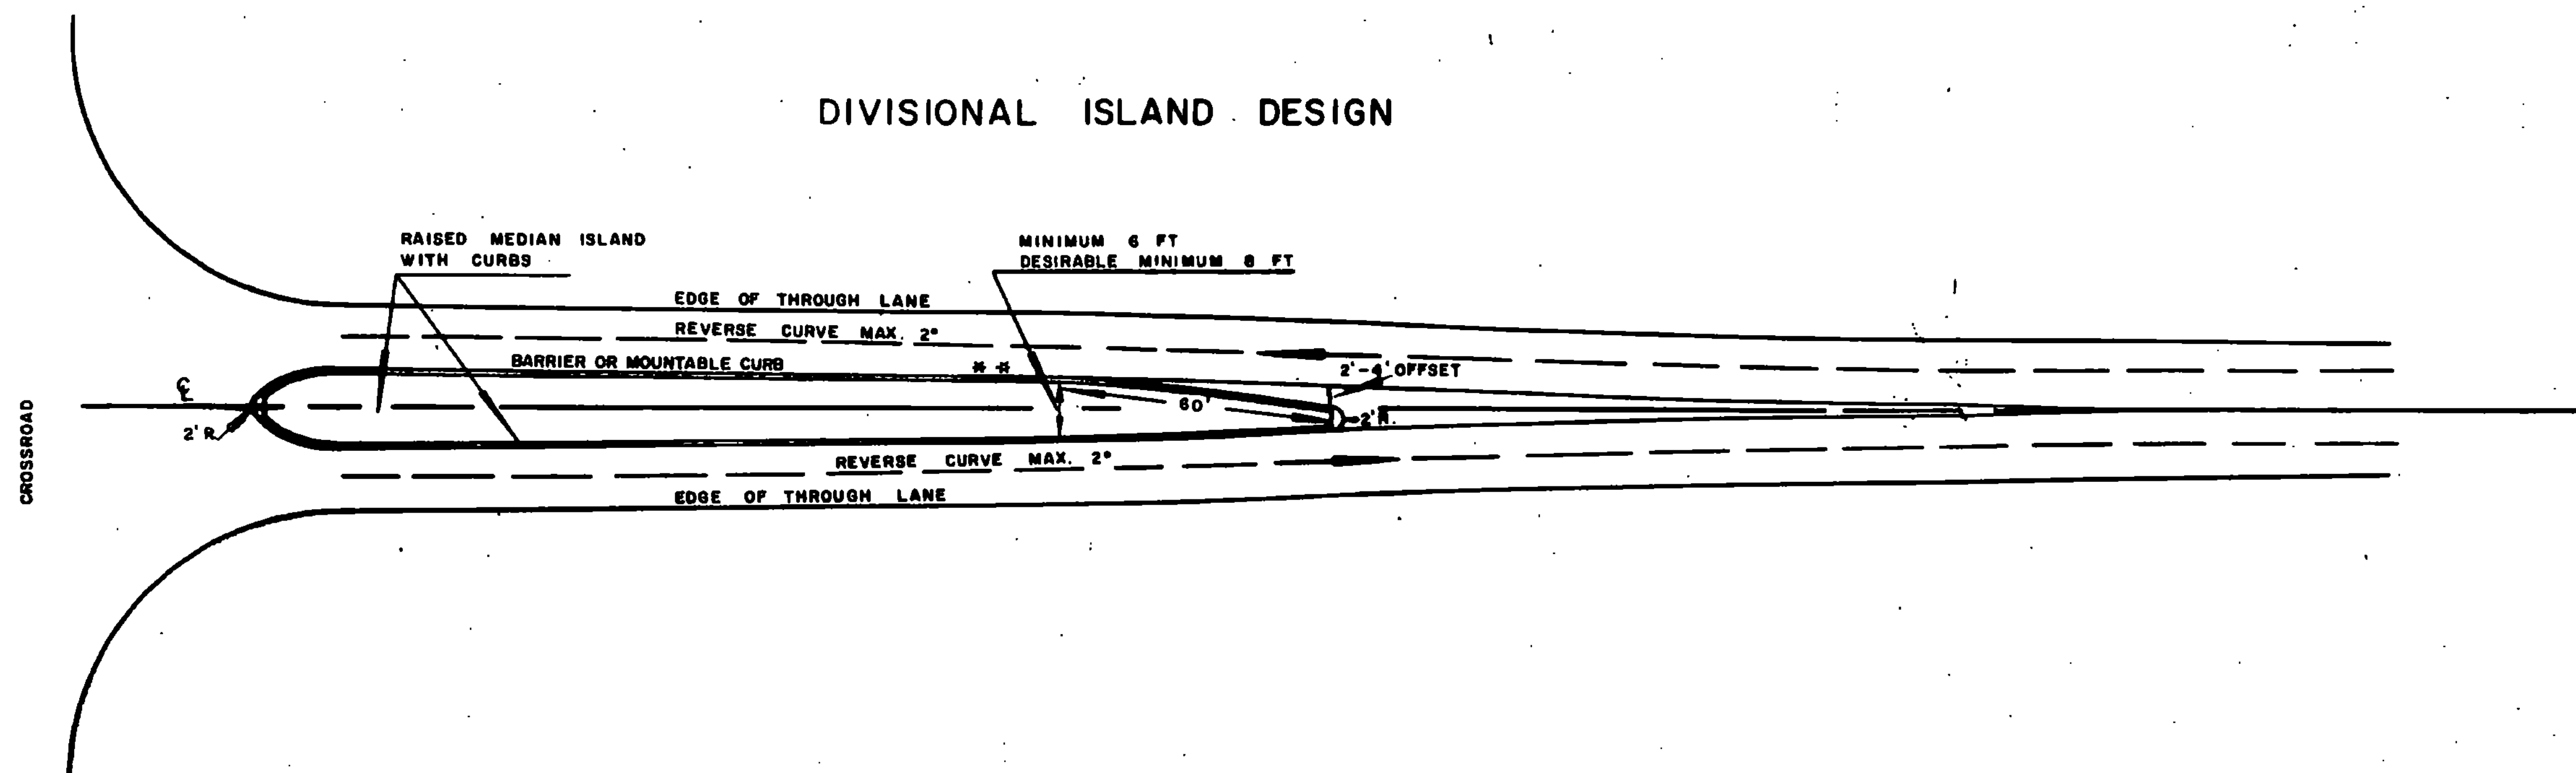 DIVISIONAL ISLAND DESIGN
RAISED MEDIAN ISLAND
WITH CURBS
MINIMUM 6 FT
DESIRABLE MINIMUM 8 FT
EDGE OF THROUGH LANE
REVERSE CURVE MAX. 2°
BARRIER OR MOUNTABLE CURB
* *
2'-4' OFFSET
℄
60'
2' R.
2' R.
CROSSROAD
REVERSE CURVE MAX. 2°
EDGE OF THROUGH LANE